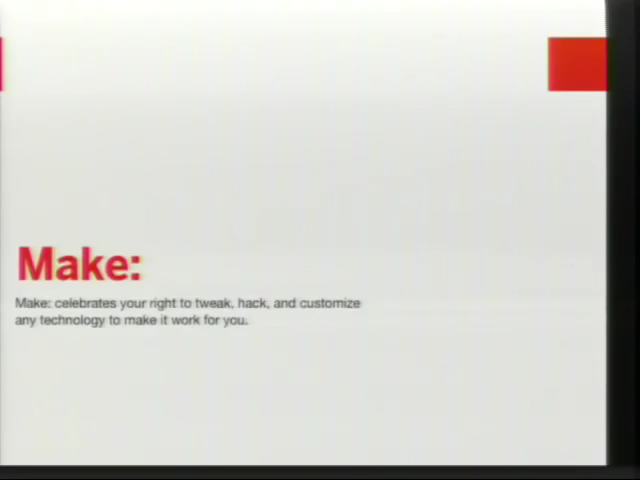 Make:
Make: celebrates your right to tweak, hack, and customize
any technology to make it work for you.